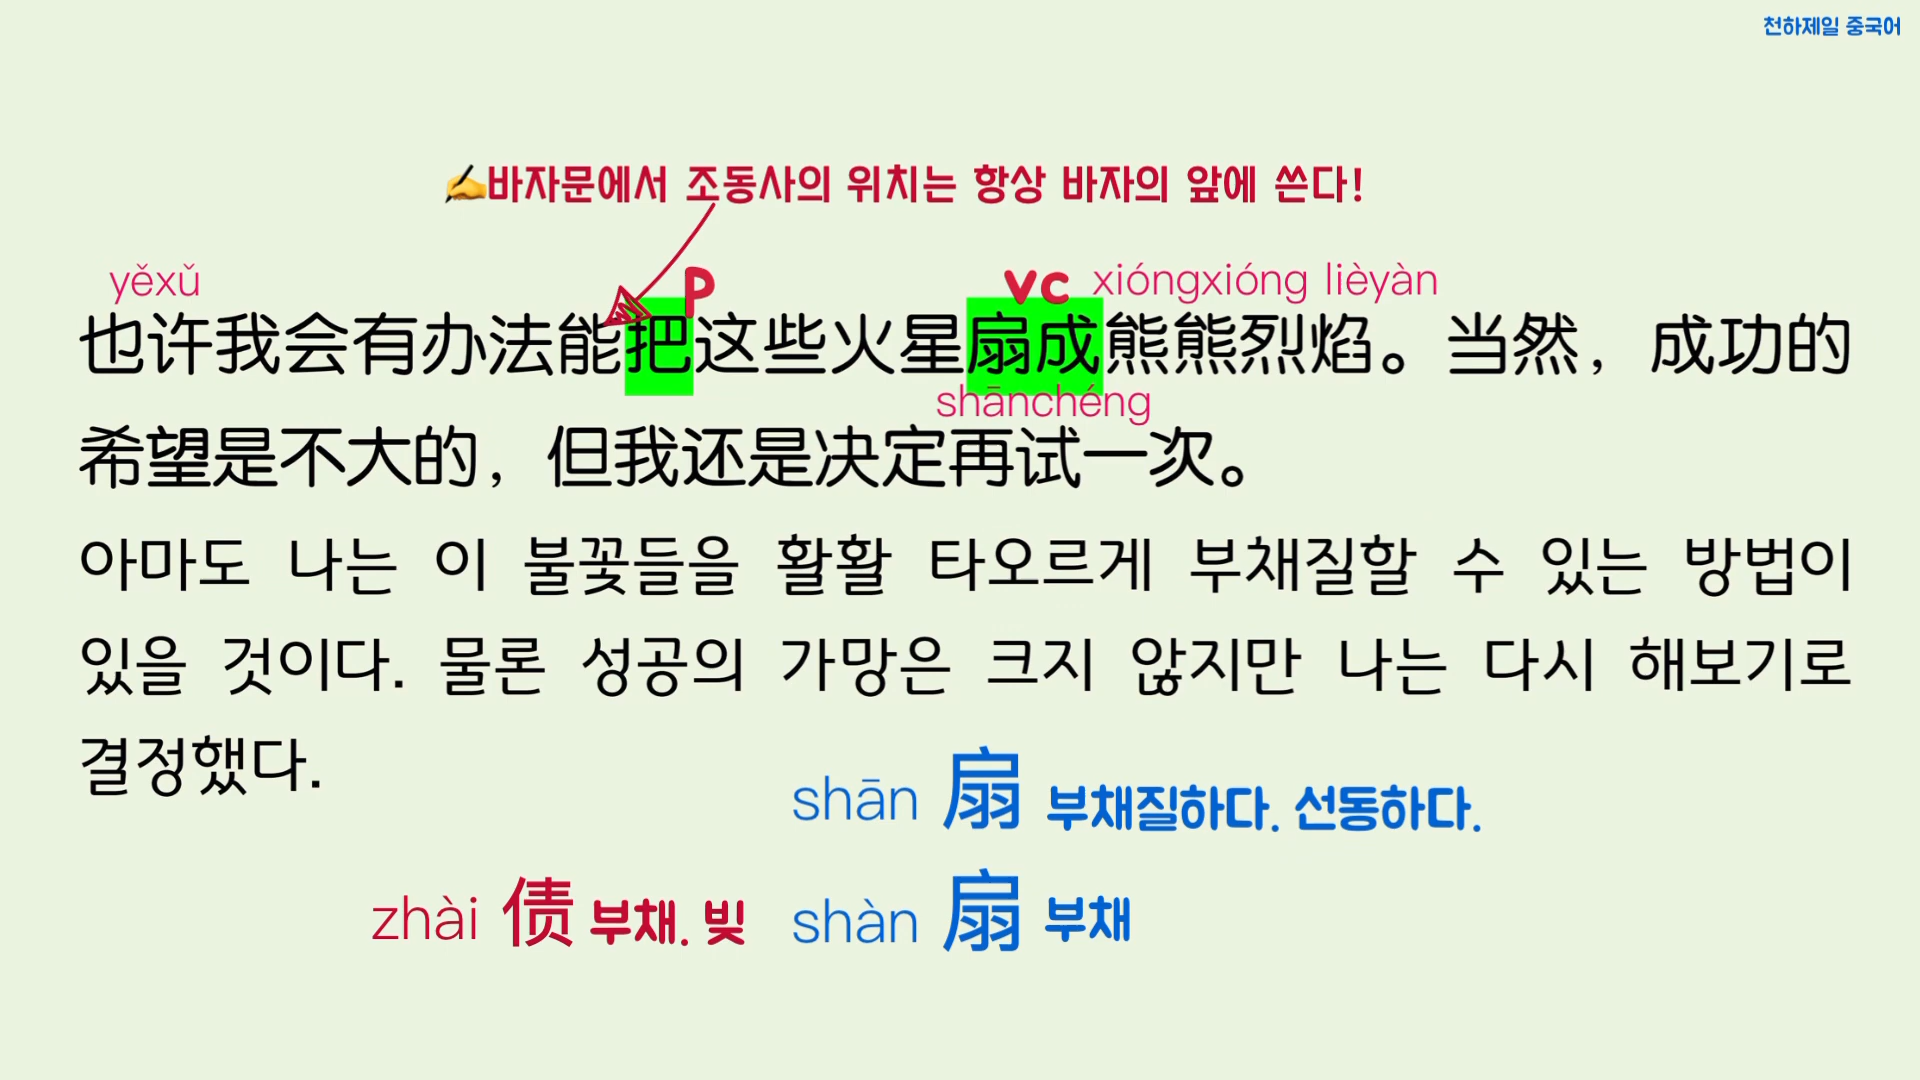 천하제일 중국어
✍바자문에서 조동사의 위치는 항상 바자의 앞에 쓴다!
yěxǔ p vc xióngxióng lièyàn
也许我会有办法能把这些火星扇成熊熊烈焰。当然，成功的
shānchéng
希望是不大的，但我还是决定再试一次。
아마도 나는 이 불꽃들을 활활 타오르게 부채질할 수 있는 방법이
있을 것이다. 물론 성공의 가망은 크지 않지만 나는 다시 해보기로
결정했다.
shān 扇 부채질하다. 선동하다.
zhài 债 부채. 빚 shàn 扇 부채